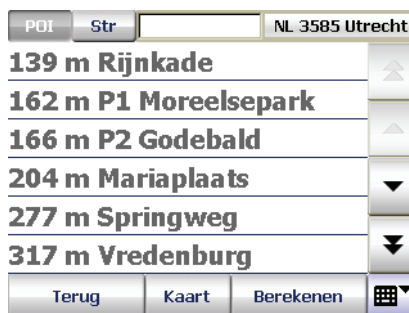 POI Str NL 3585 Utrecht
139 m Rijnkade
162 m P1 Moreelsepark
166 m P2 Godebald
204 m Mariaplaats
277 m Springweg
317 m Vredenburg
Terug Kaart Berekenen